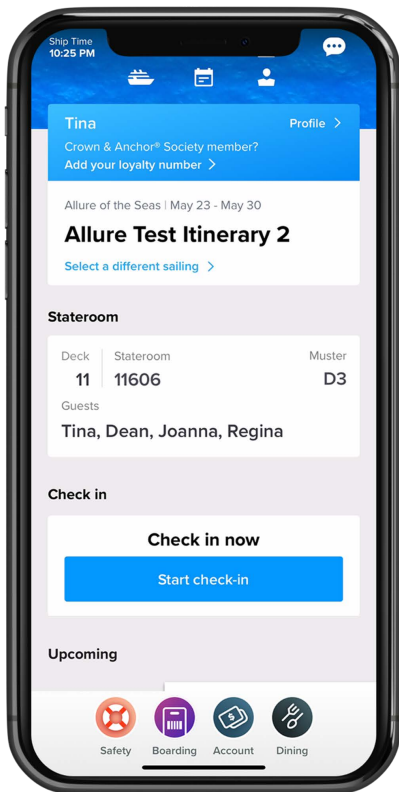 Ship Time
10:25 PM
Tina
Profile >
Crown & Anchor® Society member?
Add your loyalty number >
Allure of the Seas | May 23 - May 30
Allure Test Itinerary 2
Select a different sailing >
Stateroom
Deck Stateroom Muster
11 11606 D3
Guests
Tina, Dean, Joanna, Regina
Check in
Check in now
Start check-in
Upcoming
Safety Boarding Account Dining